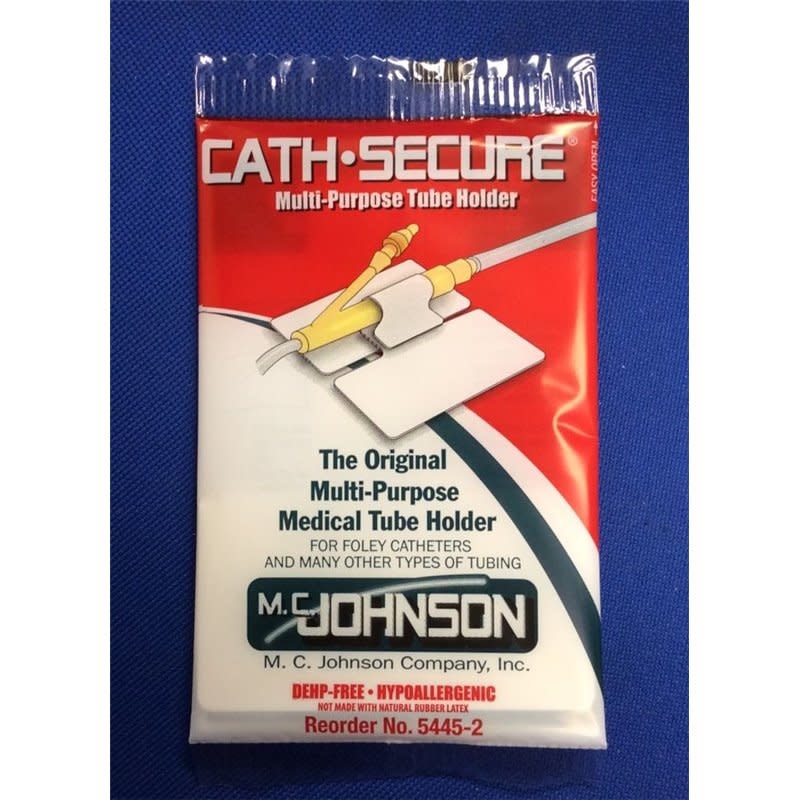 CATH•SECURE®
Multi-Purpose Tube Holder
EASY OPEN
The Original
Multi-Purpose
Medical Tube Holder
FOR FOLEY CATHETERS
AND MANY OTHER TYPES OF TUBING
M.C. JOHNSON
M. C. Johnson Company, Inc.
DEHP-FREE • HYPOALLERGENIC
NOT MADE WITH NATURAL RUBBER LATEX
Reorder No. 5445-2